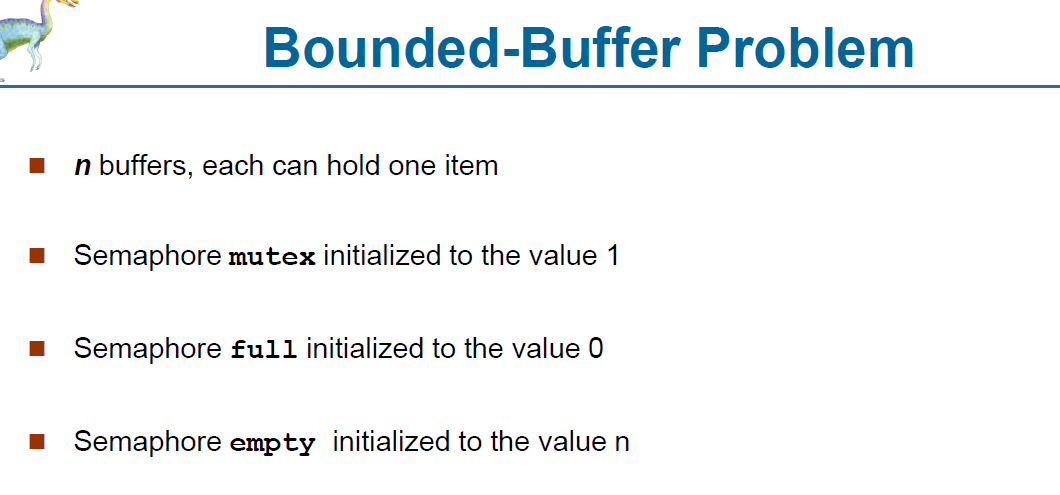 Bounded-Buffer Problem
n buffers, each can hold one item
Semaphore mutex initialized to the value 1
Semaphore full initialized to the value 0
Semaphore empty initialized to the value n